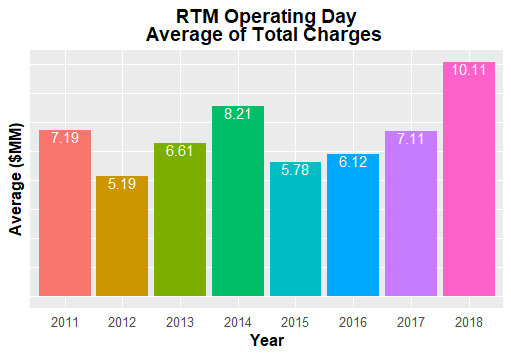 RTM Operating Day
Average of Total Charges
Average ($MM)
7.19
5.19
6.61
8.21
5.78
6.12
7.11
10.11
2011 2012 2013 2014 2015 2016 2017 2018
Year